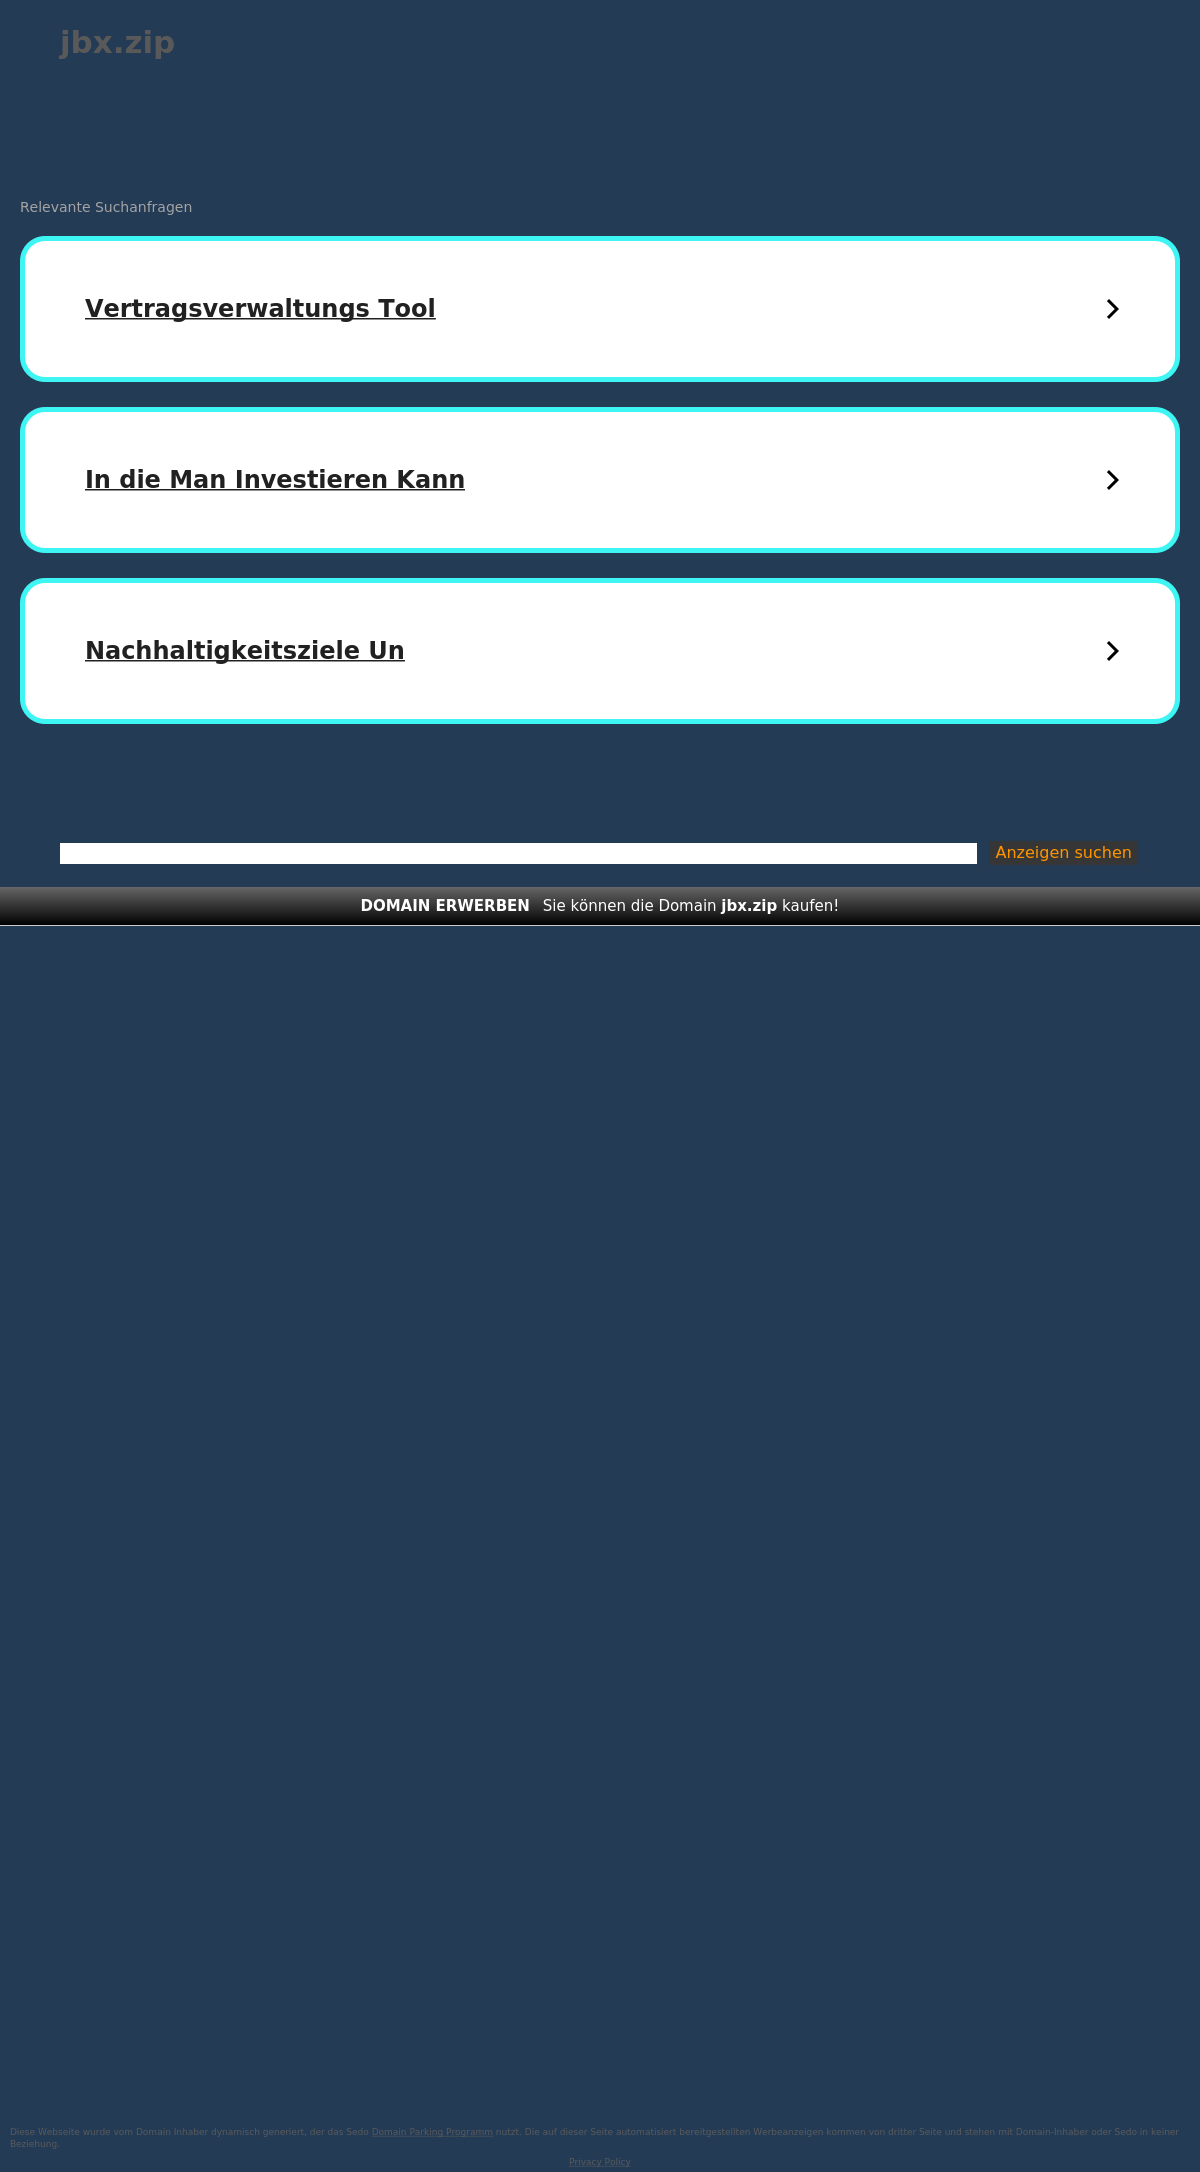 jbx.zip
Relevante Suchanfragen
Vertragsverwaltungs Tool
In die Man Investieren Kann
Nachhaltigkeitsziele Un
Anzeigen suchen
DOMAIN ERWERBEN Sie können die Domain jbx.zip kaufen!
Diese Webseite wurde vom Domain Inhaber dynamisch generiert, der das Sedo Domain Parking Programm nutzt. Die auf dieser Seite automatisiert bereitgestellten Werbeanzeigen kommen von dritter Seite und stehen mit Domain-Inhaber oder Sedo in keiner
Beziehung.
Privacy Policy